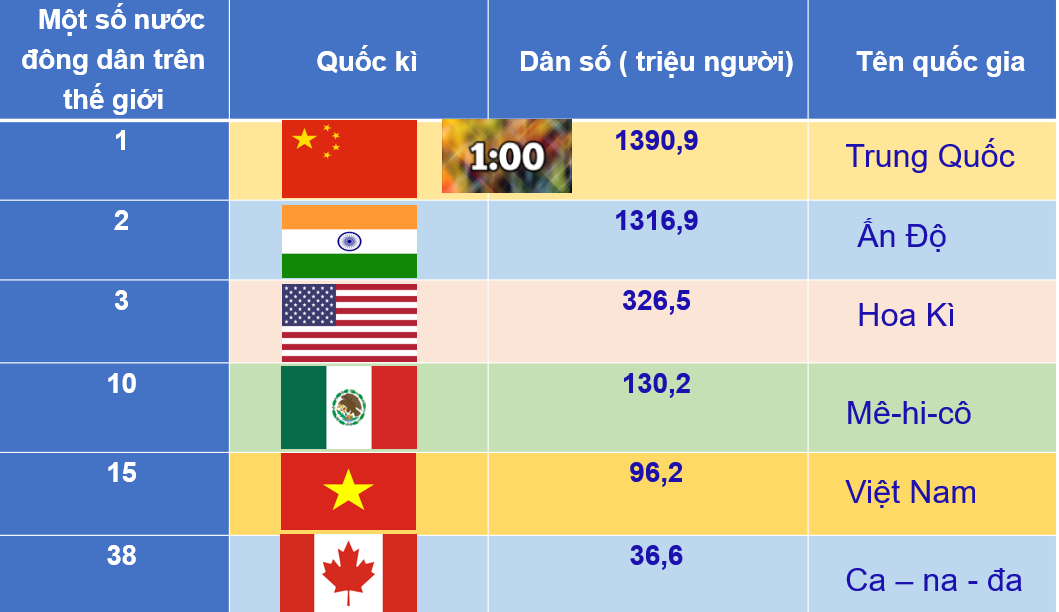 Một số nước
đông dân trên
thế giới
Quốc kì
Dân số ( triệu người)
Tên quốc gia
1
1:00
1390,9
Trung Quốc
2
1316,9
Ấn Độ
3
326,5
Hoa Kì
10
130,2
Mê-hi-cô
15
96,2
Việt Nam
38
36,6
Ca – na - đa